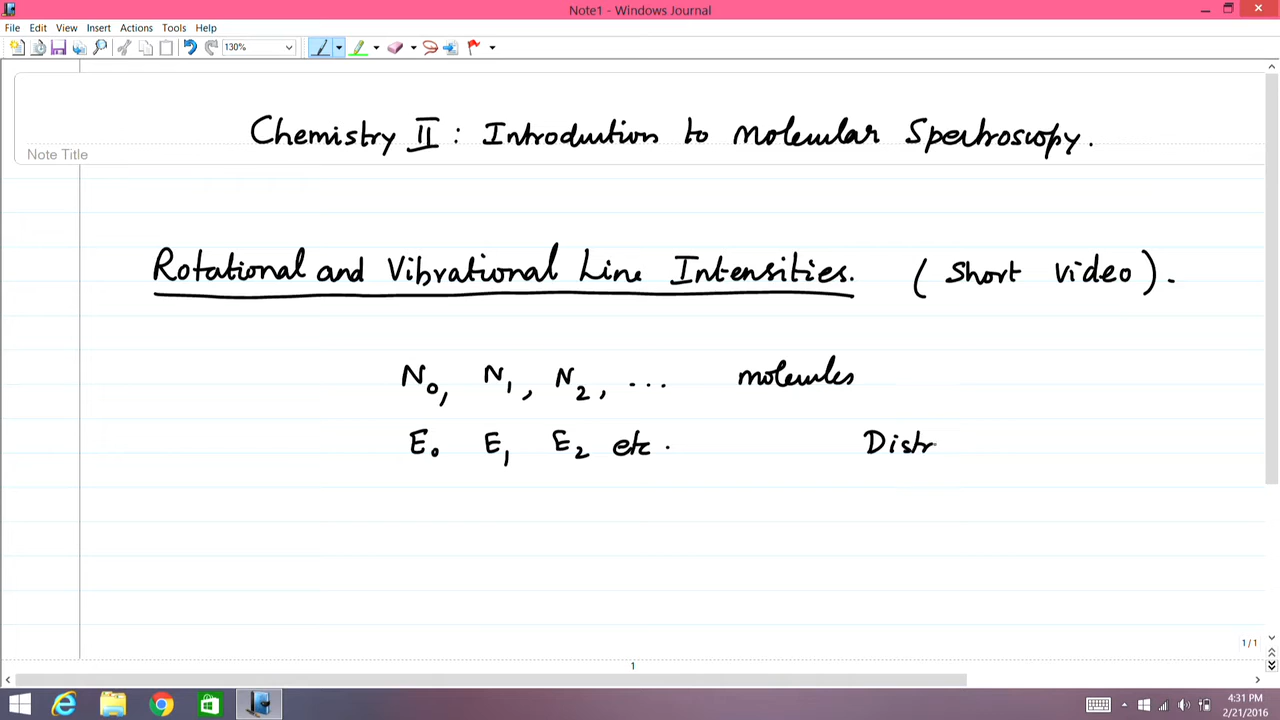 Note1 - Windows Journal
File Edit View Insert Actions Tools Help
130%
Chemistry II : Introduction to Molecular Spectroscopy.
Note Title
Rotational and Vibrational Line Intensities. ( Short video ).
N0, N1, N2, ... molecules
E0 E1 E2 etc. Distr
1/1
1
4:31 PM
2/21/2016